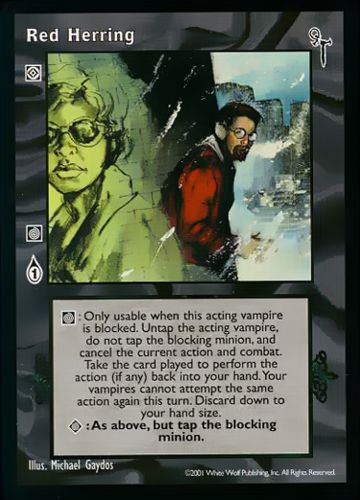 Red Herring
1
: Only usable when this acting vampire
is blocked. Untap the acting vampire,
do not tap the blocking minion, and
cancel the current action and combat.
Take the card played to perform the
action (if any) back into your hand. Your
vampires cannot attempt the same
action again this turn. Discard down to
your hand size.
: As above, but tap the blocking
minion.
Illus. Michael Gaydos
©2001 White Wolf Publishing, Inc. All Rights Reserved.